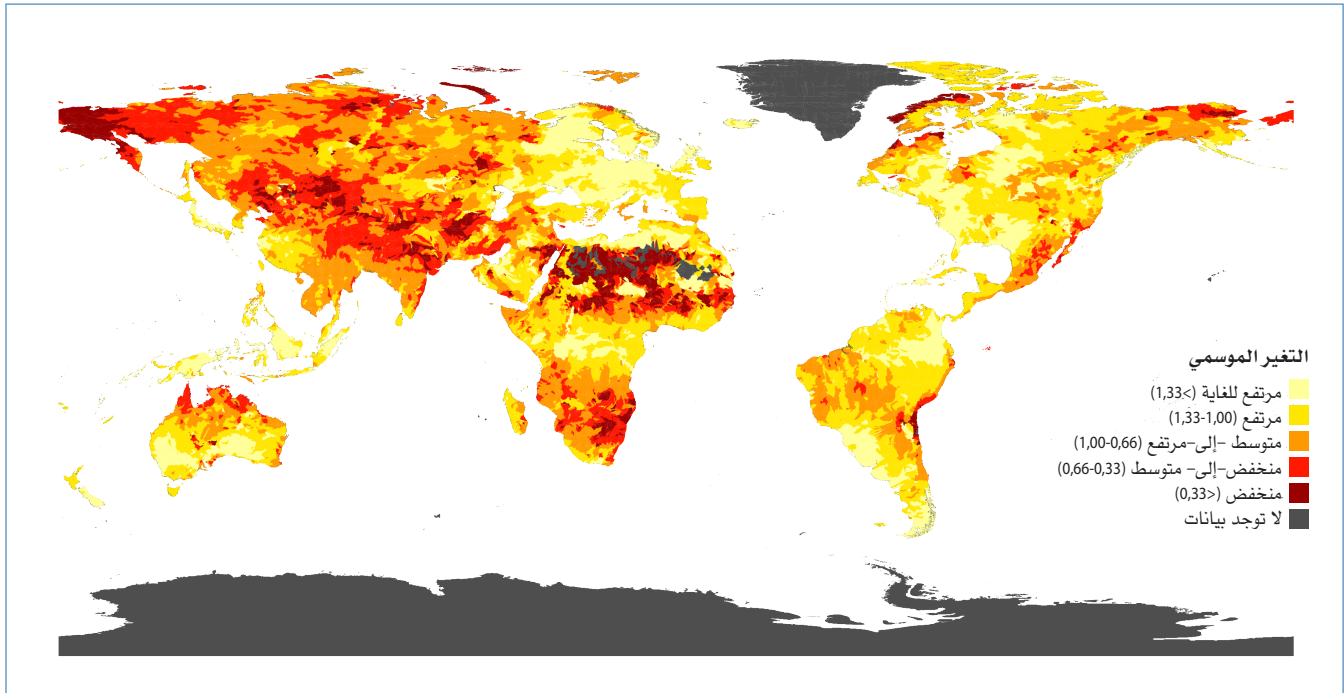 التغير الموسمي
مرتفع للغاية (>1,33)
مرتفع (1,00-1,33)
متوسط -إلى-مرتفع (0,66-1,00)
منخفض-إلى- متوسط (0,33-0,66)
منخفض (<0,33)
لا توجد بيانات